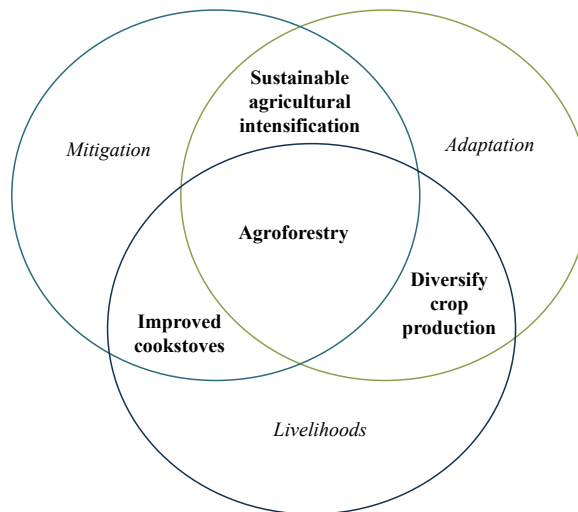 Sustainable
agricultural
intensification
Mitigation
Adaptation
Agroforestry
Diversify
crop
production
Improved
cookstoves
Livelihoods